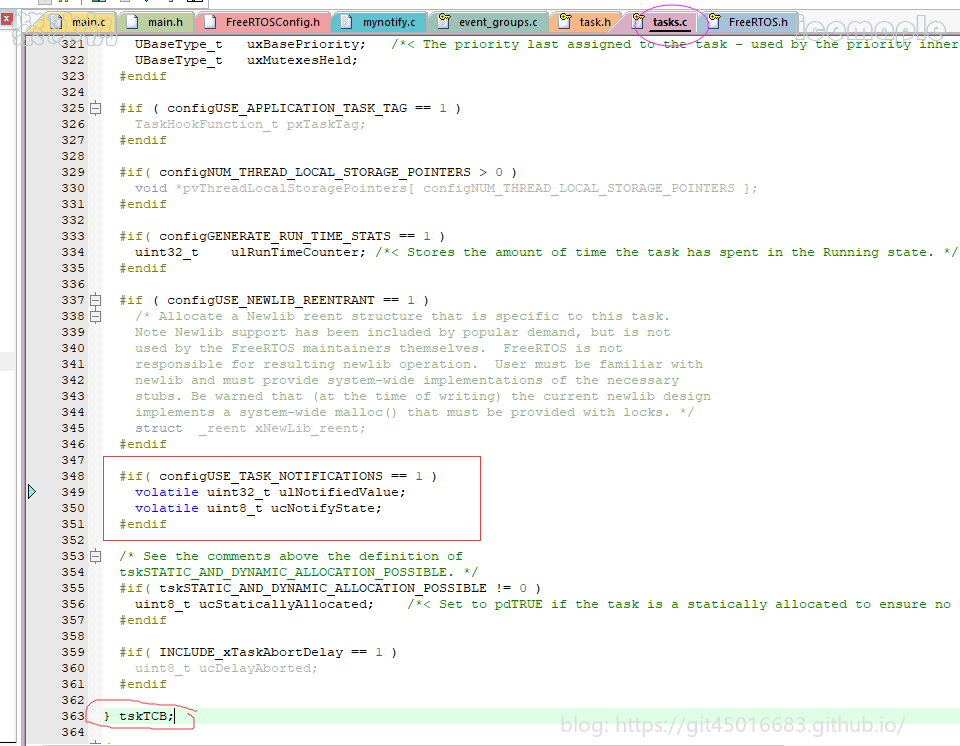 main.c main.h FreeRTOSConfig.h mynotify.c event_groups.c task.h tasks.c FreeRTOS.h
icemaple
321 UBaseType_t uxBasePriority; /*< The priority last assigned to the task - used by the priority inher
322 UBaseType_t uxMutexesHeld;
323 #endif
324
325 #if ( configUSE_APPLICATION_TASK_TAG == 1 )
326 TaskHookFunction_t pxTaskTag;
327 #endif
328
329 #if( configNUM_THREAD_LOCAL_STORAGE_POINTERS > 0 )
330 void *pvThreadLocalStoragePointers[ configNUM_THREAD_LOCAL_STORAGE_POINTERS ];
331 #endif
332
333 #if( configGENERATE_RUN_TIME_STATS == 1 )
334 uint32_t ulRunTimeCounter; /*< Stores the amount of time the task has spent in the Running state. */
335 #endif
336
337 #if ( configUSE_NEWLIB_REENTRANT == 1 )
338 /* Allocate a Newlib reent structure that is specific to this task.
339 Note Newlib support has been included by popular demand, but is not
340 used by the FreeRTOS maintainers themselves. FreeRTOS is not
341 responsible for resulting newlib operation. User must be familiar with
342 newlib and must provide system-wide implementations of the necessary
343 stubs. Be warned that (at the time of writing) the current newlib design
344 implements a system-wide malloc() that must be provided with locks. */
345 struct _reent xNewLib_reent;
346 #endif
347
348 #if( configUSE_TASK_NOTIFICATIONS == 1 )
349 volatile uint32_t ulNotifiedValue;
350 volatile uint8_t ucNotifyState;
351 #endif
352
353 /* See the comments above the definition of
354 tskSTATIC_AND_DYNAMIC_ALLOCATION_POSSIBLE. */
355 #if( tskSTATIC_AND_DYNAMIC_ALLOCATION_POSSIBLE != 0 )
356 uint8_t ucStaticallyAllocated; /*< Set to pdTRUE if the task is a statically allocated to ensure no
357 #endif
358
359 #if( INCLUDE_xTaskAbortDelay == 1 )
360 uint8_t ucDelayAborted;
361 #endif
362
363 } tskTCB;
364
blog: https://git45016683.github.io/